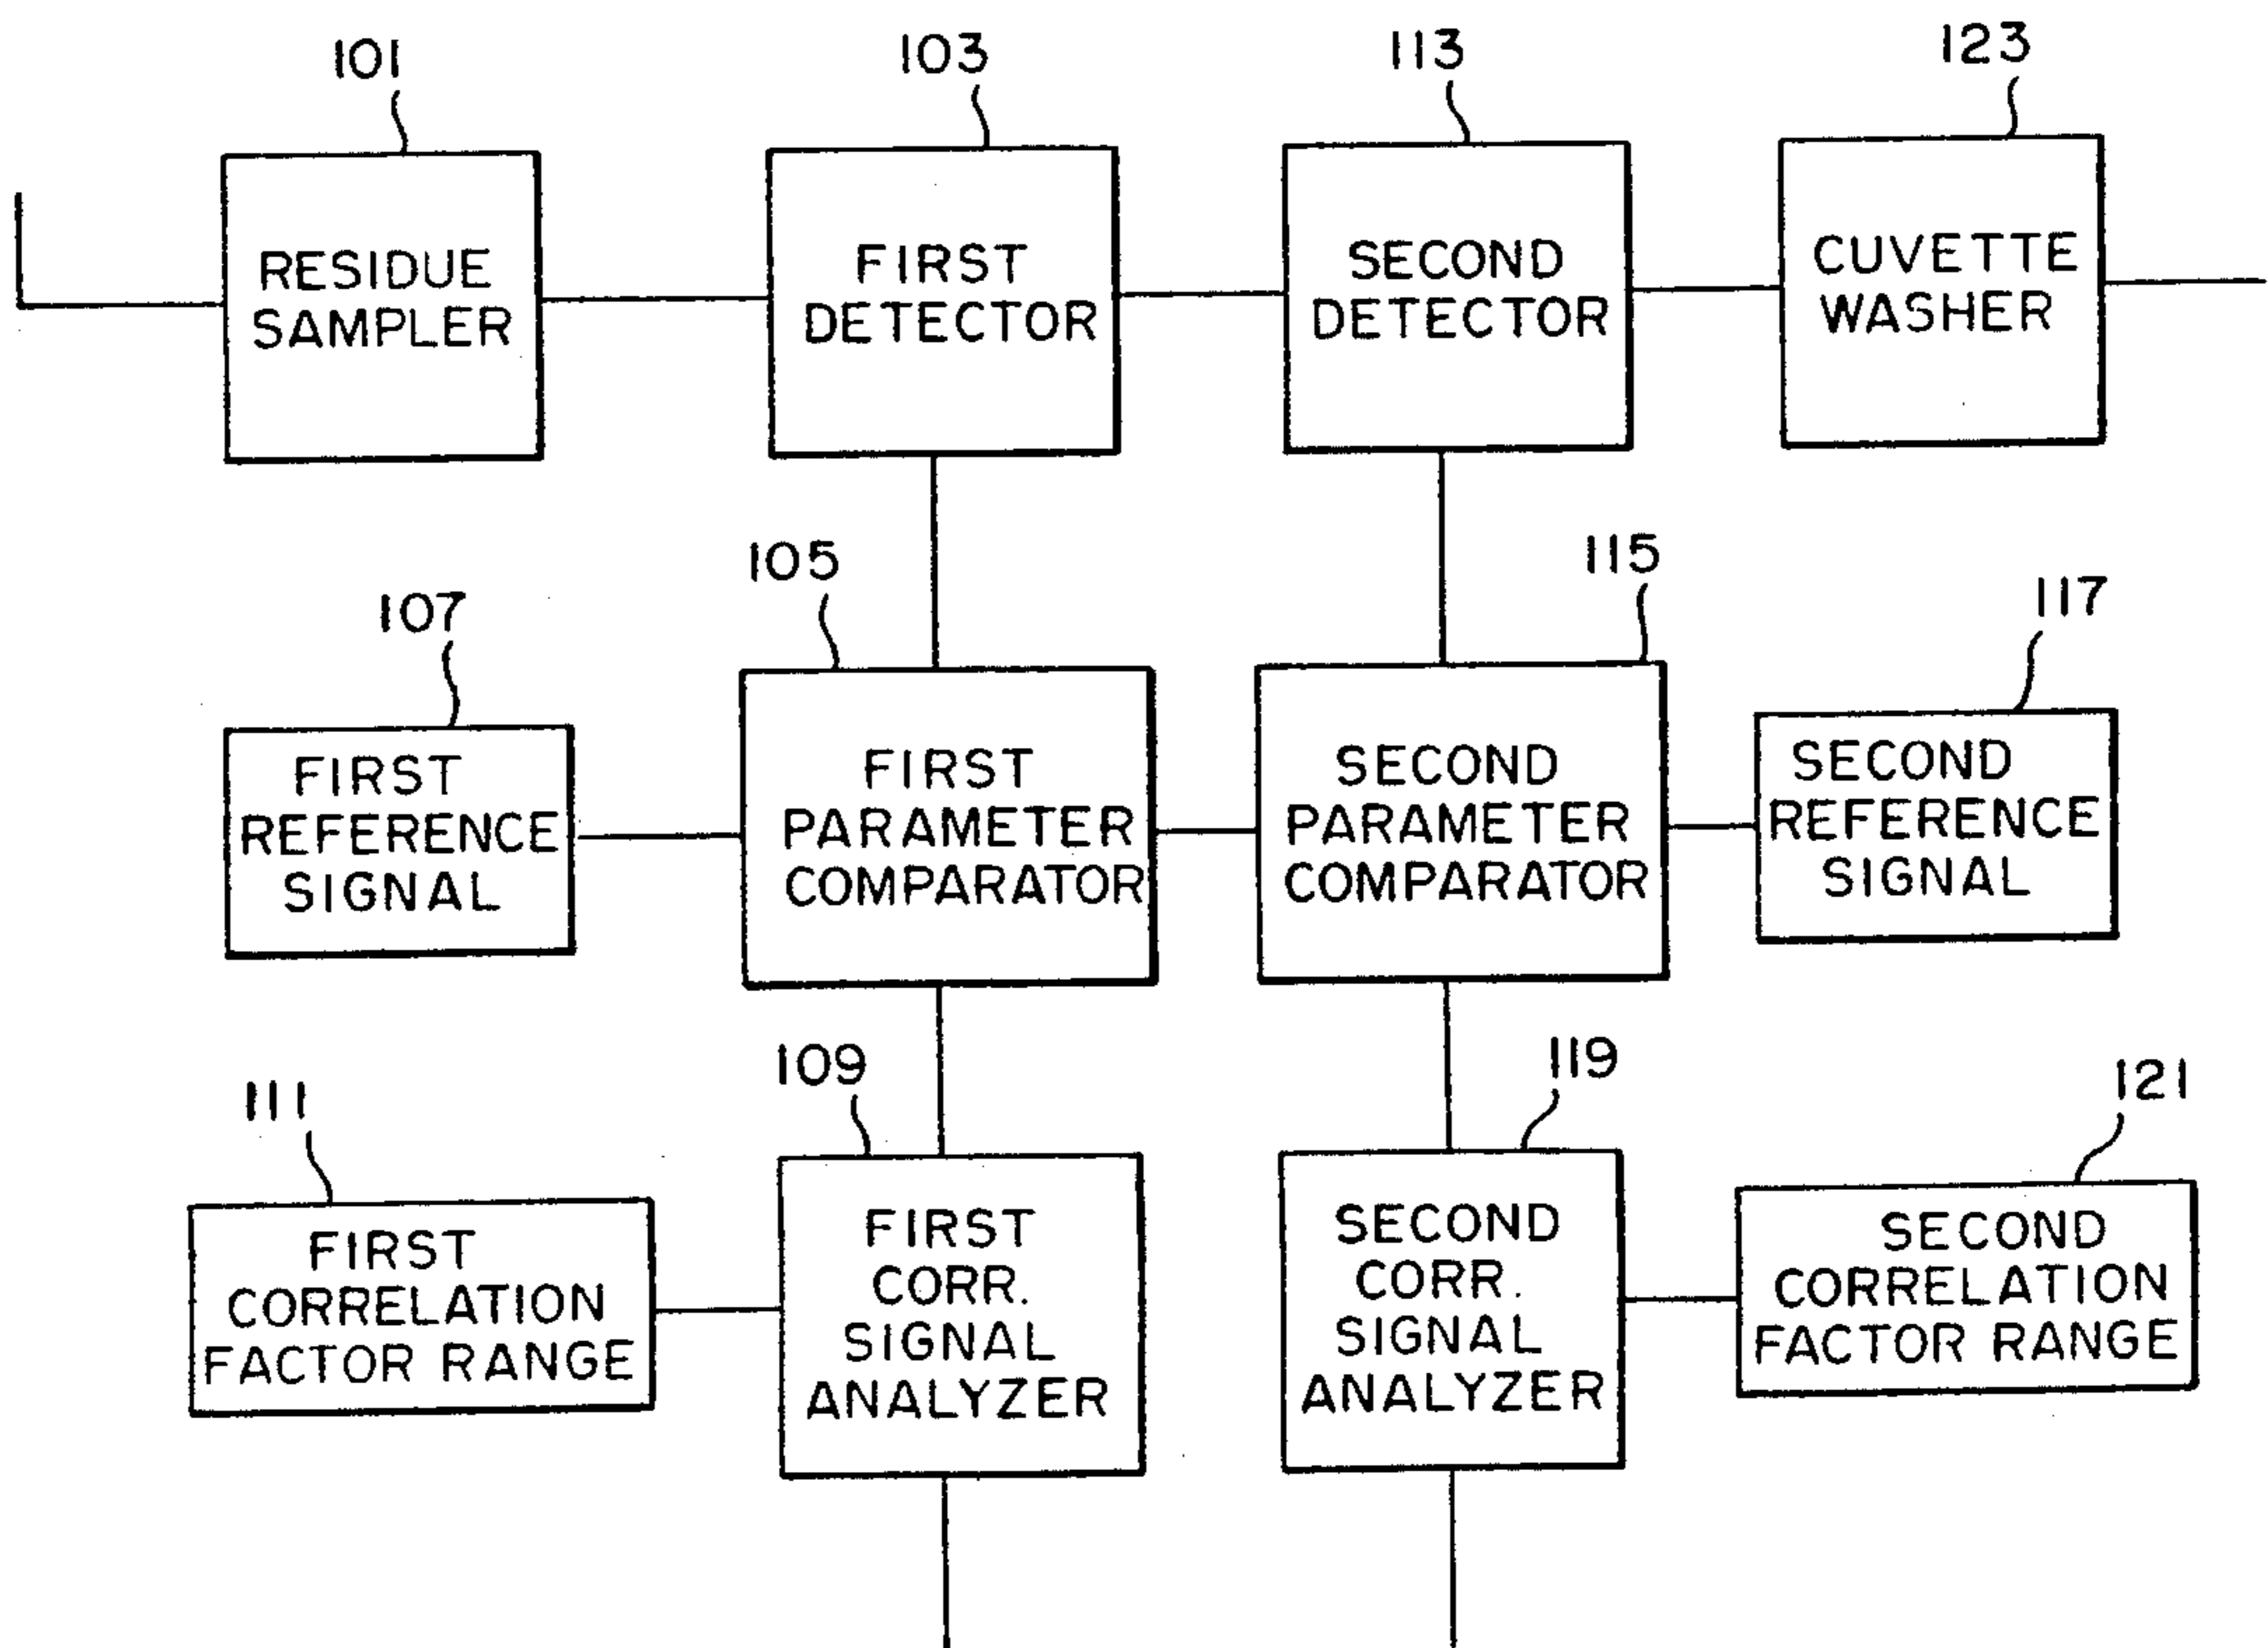 101
103
113
123
RESIDUE
SAMPLER
FIRST
DETECTOR
SECOND
DETECTOR
CUVETTE
WASHER
107
105
115
117
FIRST
REFERENCE
SIGNAL
FIRST
PARAMETER
COMPARATOR
SECOND
PARAMETER
COMPARATOR
SECOND
REFERENCE
SIGNAL
111
109
119
121
FIRST
CORRELATION
FACTOR RANGE
FIRST
CORR.
SIGNAL
ANALYZER
SECOND
CORR.
SIGNAL
ANALYZER
SECOND
CORRELATION
FACTOR RANGE